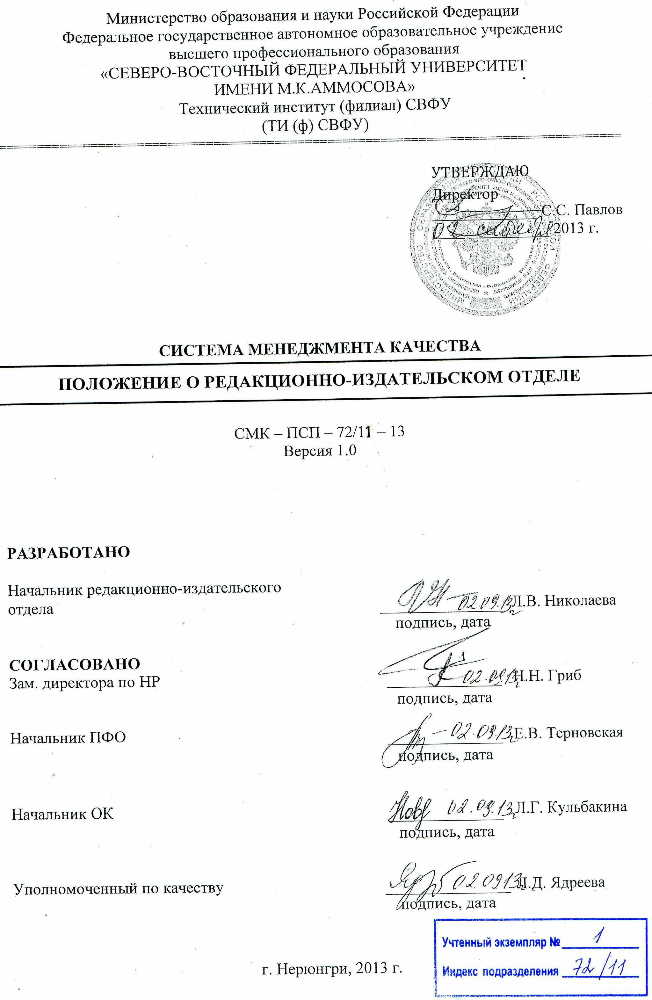 Министерство образования и науки Российской Федерации
Федеральное государственное автономное образовательное учреждение
высшего профессионального образования
«СЕВЕРО-ВОСТОЧНЫЙ ФЕДЕРАЛЬНЫЙ УНИВЕРСИТЕТ
ИМЕНИ М.К.АММОСОВА»
Технический институт (филиал) СВФУ
(ТИ (ф) СВФУ)
УТВЕРЖДАЮ
Директор
С.С. Павлов
02 сентября 2013 г.
СИСТЕМА МЕНЕДЖМЕНТА КАЧЕСТВА
ПОЛОЖЕНИЕ О РЕДАКЦИОННО-ИЗДАТЕЛЬСКОМ ОТДЕЛЕ
СМК – ПСП – 72/11 – 13
Версия 1.0
РАЗРАБОТАНО
Начальник редакционно-издательского
отдела 02.09.13г Л.В. Николаева
подпись, дата
СОГЛАСОВАНО
Зам. директора по НР 02.09.13г Н.Н. Гриб
подпись, дата
Начальник ПФО 02.09.13г Е.В. Терновская
подпись, дата
Начальник ОК 02.09.13г Л.Г. Кульбакина
подпись, дата
Уполномоченный по качеству 02.09.13г Л.Д. Ядреева
подпись, дата
Учтенный экземпляр № 1
Индекс подразделения 72/11
г. Нерюнгри, 2013 г.